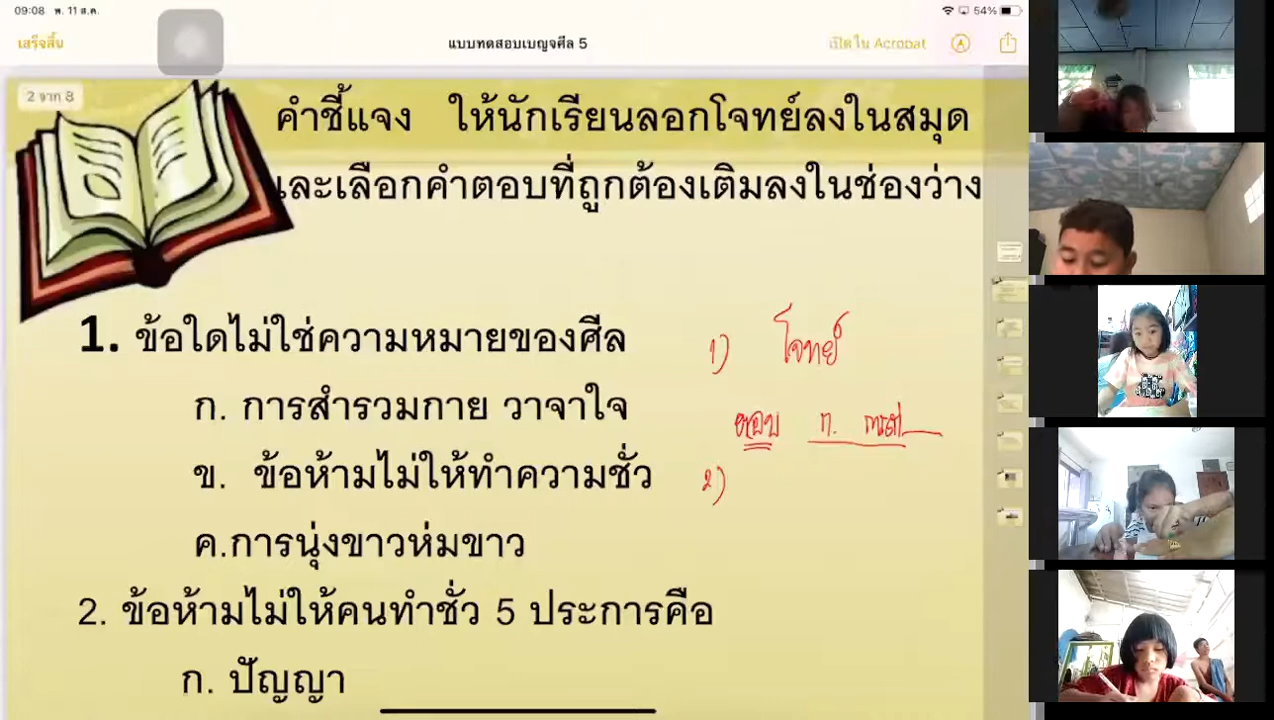 09:08 พ. 11 ส.ค.
54%
เสร็จสิ้น
แบบทดสอบเบญจศีล 5
เปิดใน Acrobat
2 จาก 8
คำชี้แจง ให้นักเรียนลอกโจทย์ลงในสมุด
และเลือกคำตอบที่ถูกต้องเติมลงในช่องว่าง
1. ข้อใดไม่ใช่ความหมายของศีล
ก. การสำรวมกาย วาจาใจ
ข. ข้อห้ามไม่ให้ทำความชั่ว
ค.การนุ่งขาวห่มขาว
2. ข้อห้ามไม่ให้คนทำชั่ว 5 ประการคือ
ก. ปัญญา
1) โจทย์
ตอบ ก.
2)